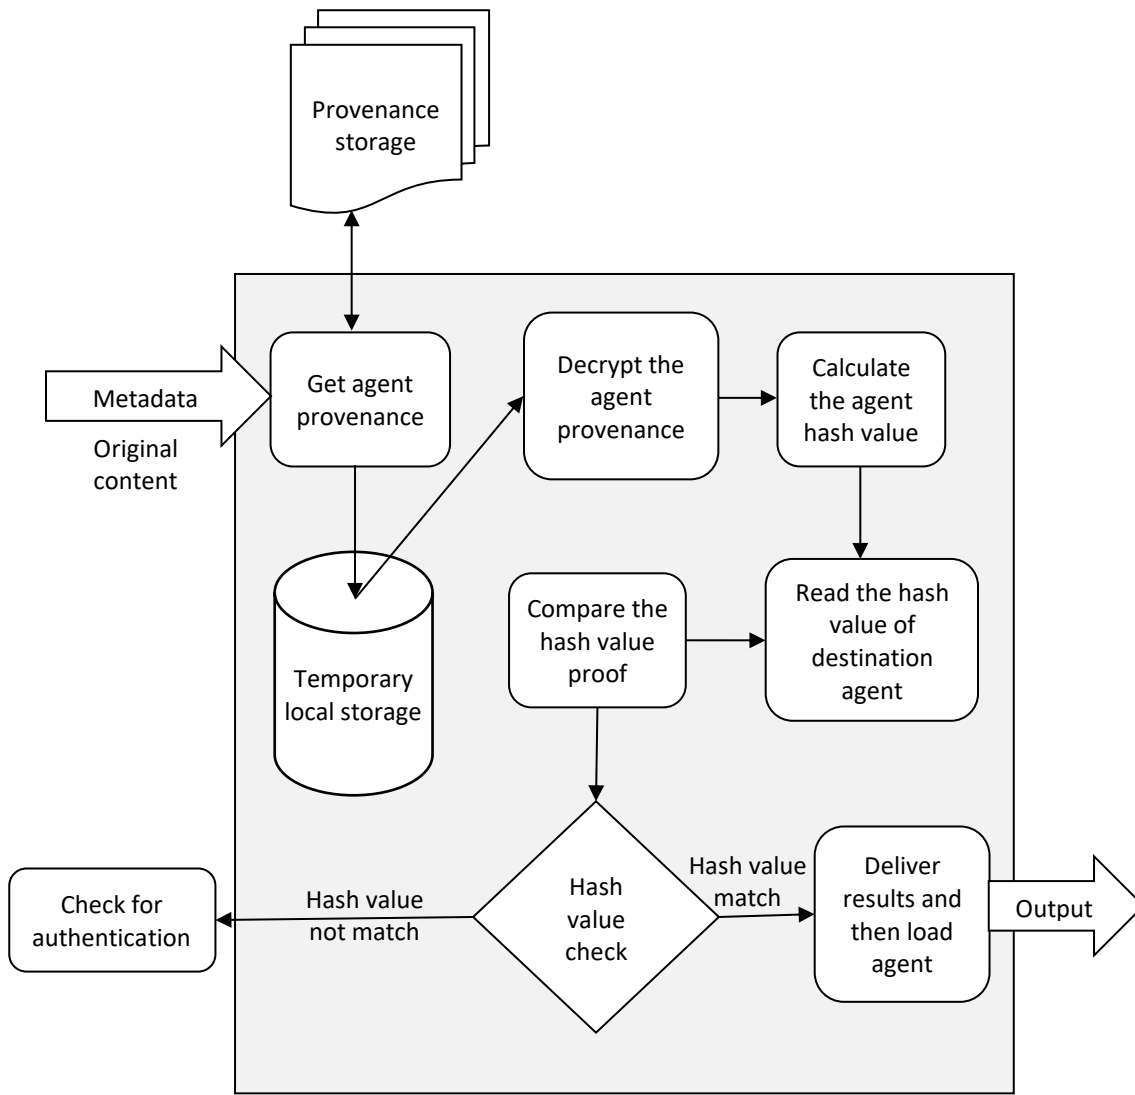 Provenance
storage
Metadata
Original
content
Get agent
provenance
Decrypt the
agent
provenance
Calculate
the agent
hash value
Temporary
local storage
Compare the
hash value
proof
Read the hash
value of
destination
agent
Check for
authentication
Hash value
not match
Hash
value
check
Hash value
match
Deliver
results and
then load
agent
Output